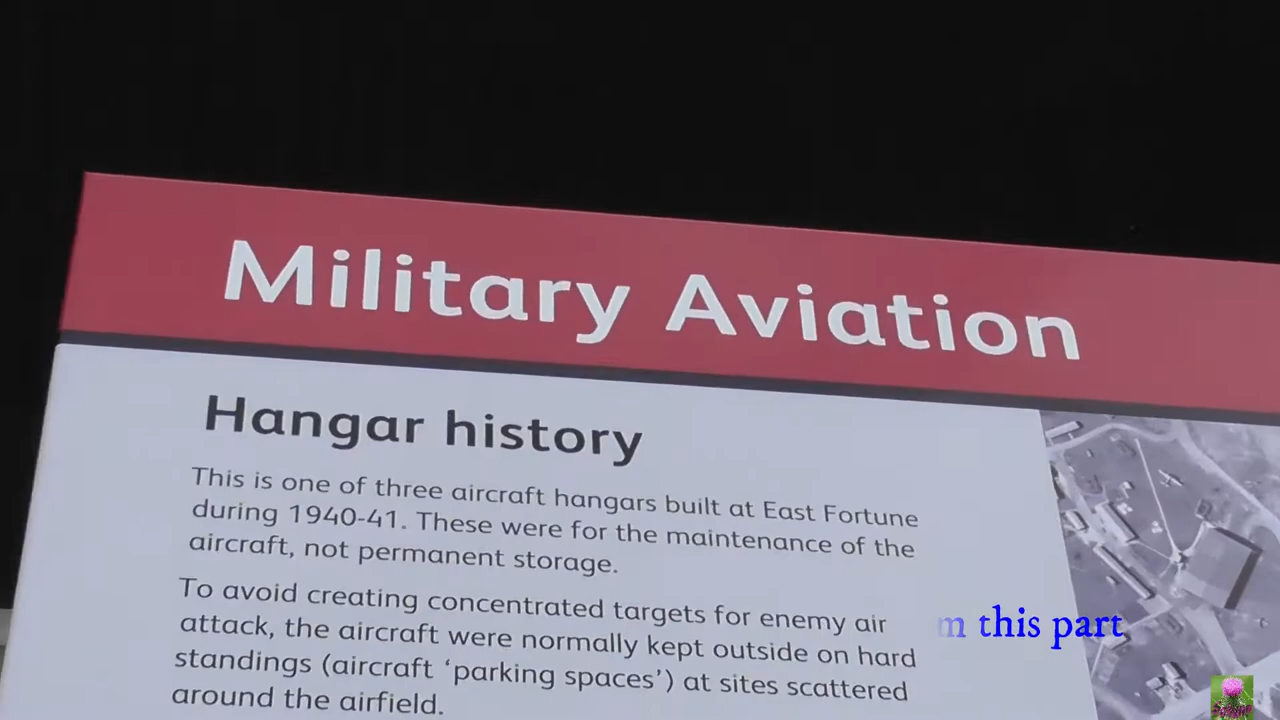 Military Aviation
Hangar history
This is one of three aircraft hangars built at East Fortune
during 1940-41. These were for the maintenance of the
aircraft, not permanent storage.
To avoid creating concentrated targets for enemy air
attack, the aircraft were normally kept outside on hard
standings (aircraft ‘parking spaces’) at sites scattered
around the airfield.
m this part